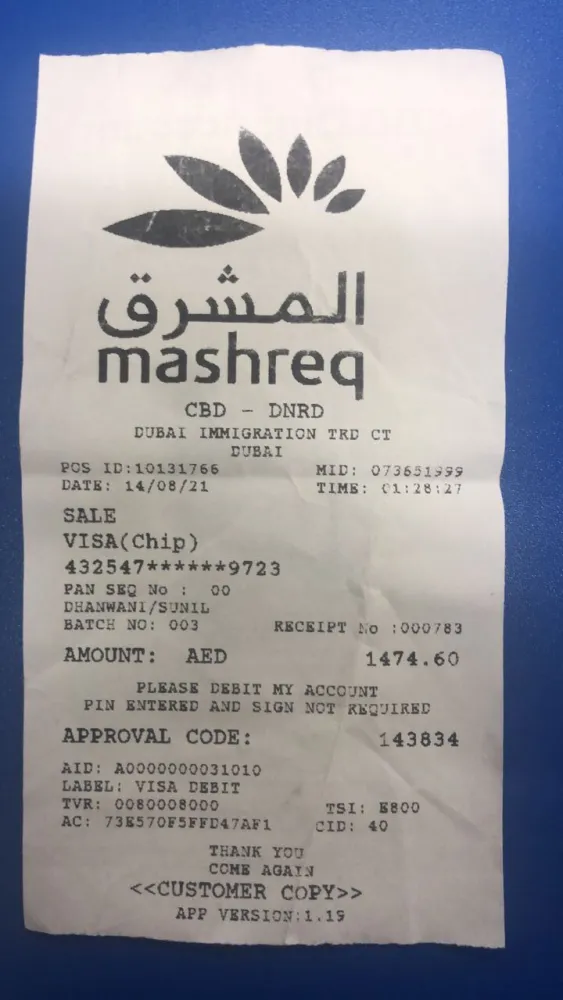 المشرق
mashreq
CBD - DNRD
DUBAI IMMIGRATION TRD CT
DUBAI
POS ID:10131766 MID: 073651999
DATE: 14/08/21 TIME: 01:28:27
SALE
VISA(Chip)
432547******9723
PAN SEQ No : 00
DHANWANI/SUNIL
BATCH NO: 003 RECEIPT No :000783
AMOUNT: AED 1474.60
PLEASE DEBIT MY ACCOUNT
PIN ENTERED AND SIGN NOT REQUIRED
APPROVAL CODE: 143834
AID: A0000000031010
LABEL: VISA DEBIT
TVR: 0080008000 TSI: E800
AC: 73E570F5FFD47AF1 CID: 40
THANK YOU
COME AGAIN
<<CUSTOMER COPY>>
APP VERSION:1.19